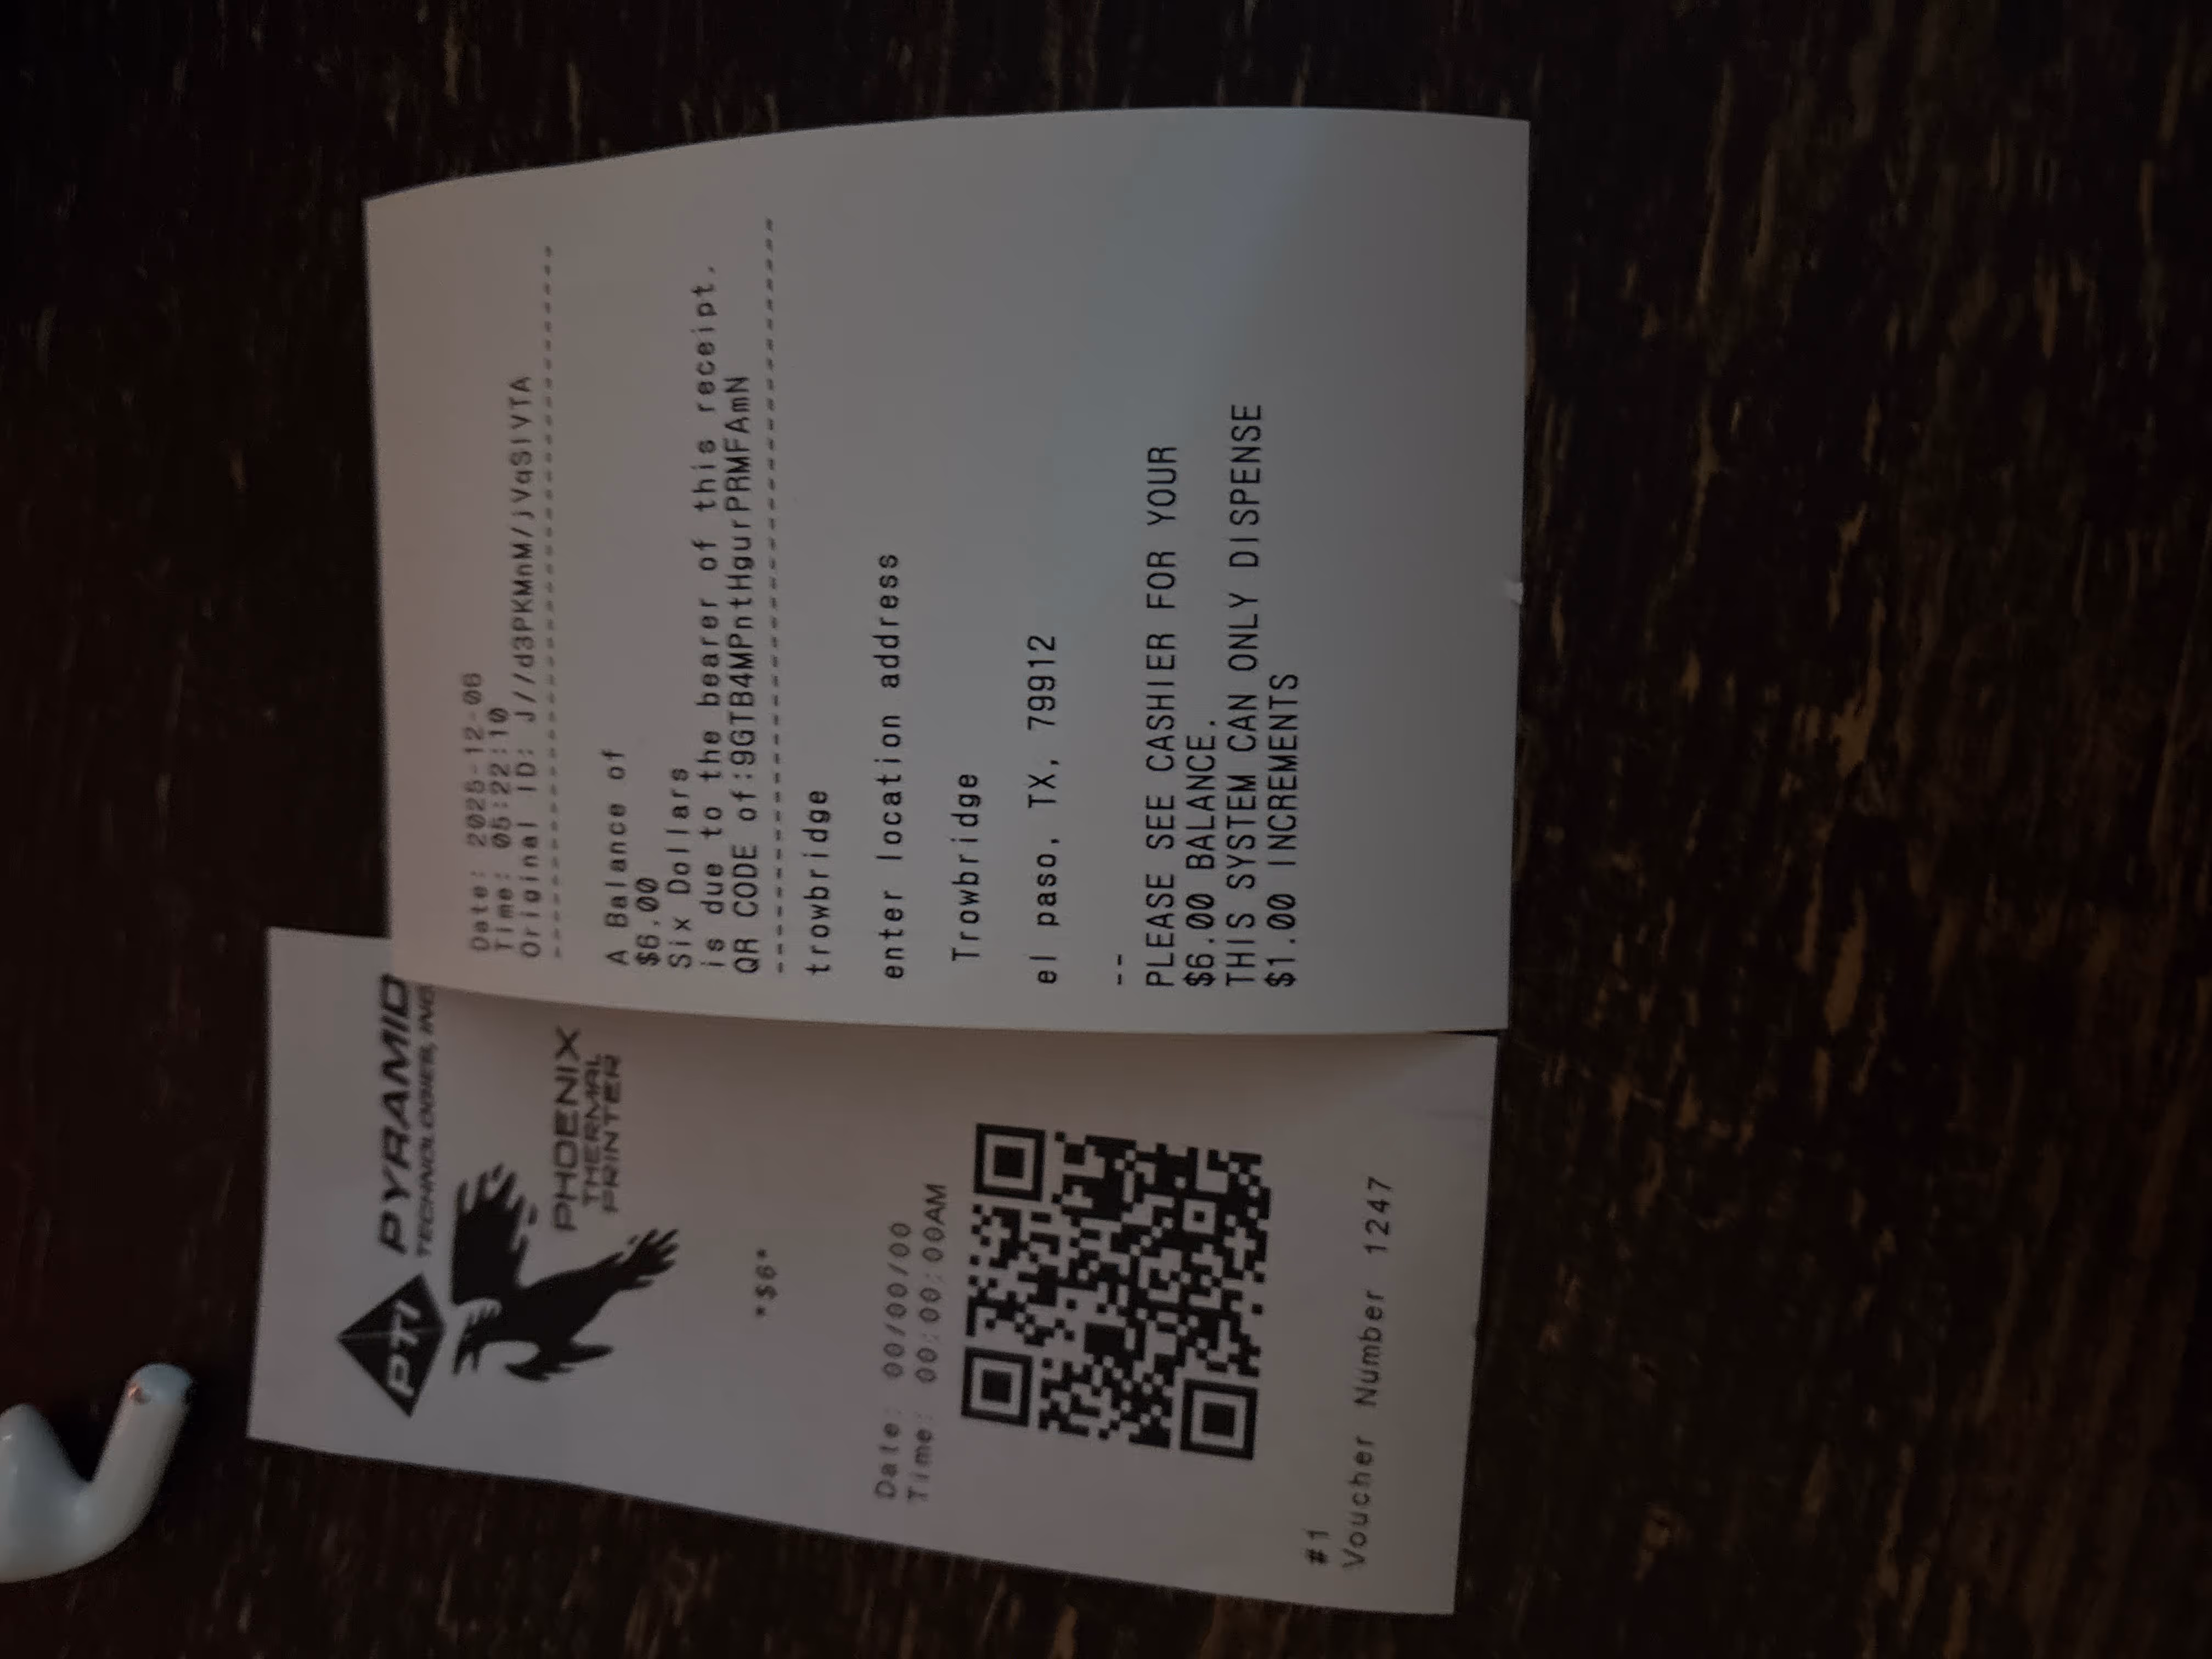 PTI
PYRAMID
TECHNOLOGIES, INC
PHOENIX
THERMAL
PRINTER
*$6*
Date: 00/00/00
Time: 00:00:00AM
#1
Voucher Number 1247
Date: 2025-12-06
Time: 05:22:10
Original ID: J//d3PKMnM/jVqSIVTA
--------------------------------
A Balance of
$6.00
Six Dollars
is due to the bearer of this receipt.
QR CODE of:9GTB4MPntHgurPRMFAmN
--------------------------------
trowbridge
enter location address
Trowbridge
el paso, TX, 79912
--
PLEASE SEE CASHIER FOR YOUR
$6.00 BALANCE.
THIS SYSTEM CAN ONLY DISPENSE
$1.00 INCREMENTS